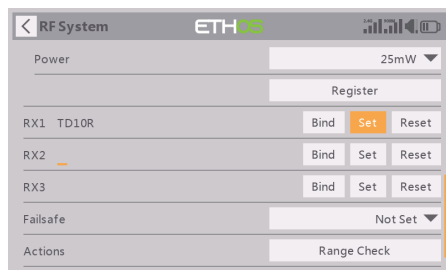 RF System ETHOS
Power 25mW
Register
RX1 TD10R Bind Set Reset
RX2 Bind Set Reset
RX3 Bind Set Reset
Failsafe Not Set
Actions Range Check